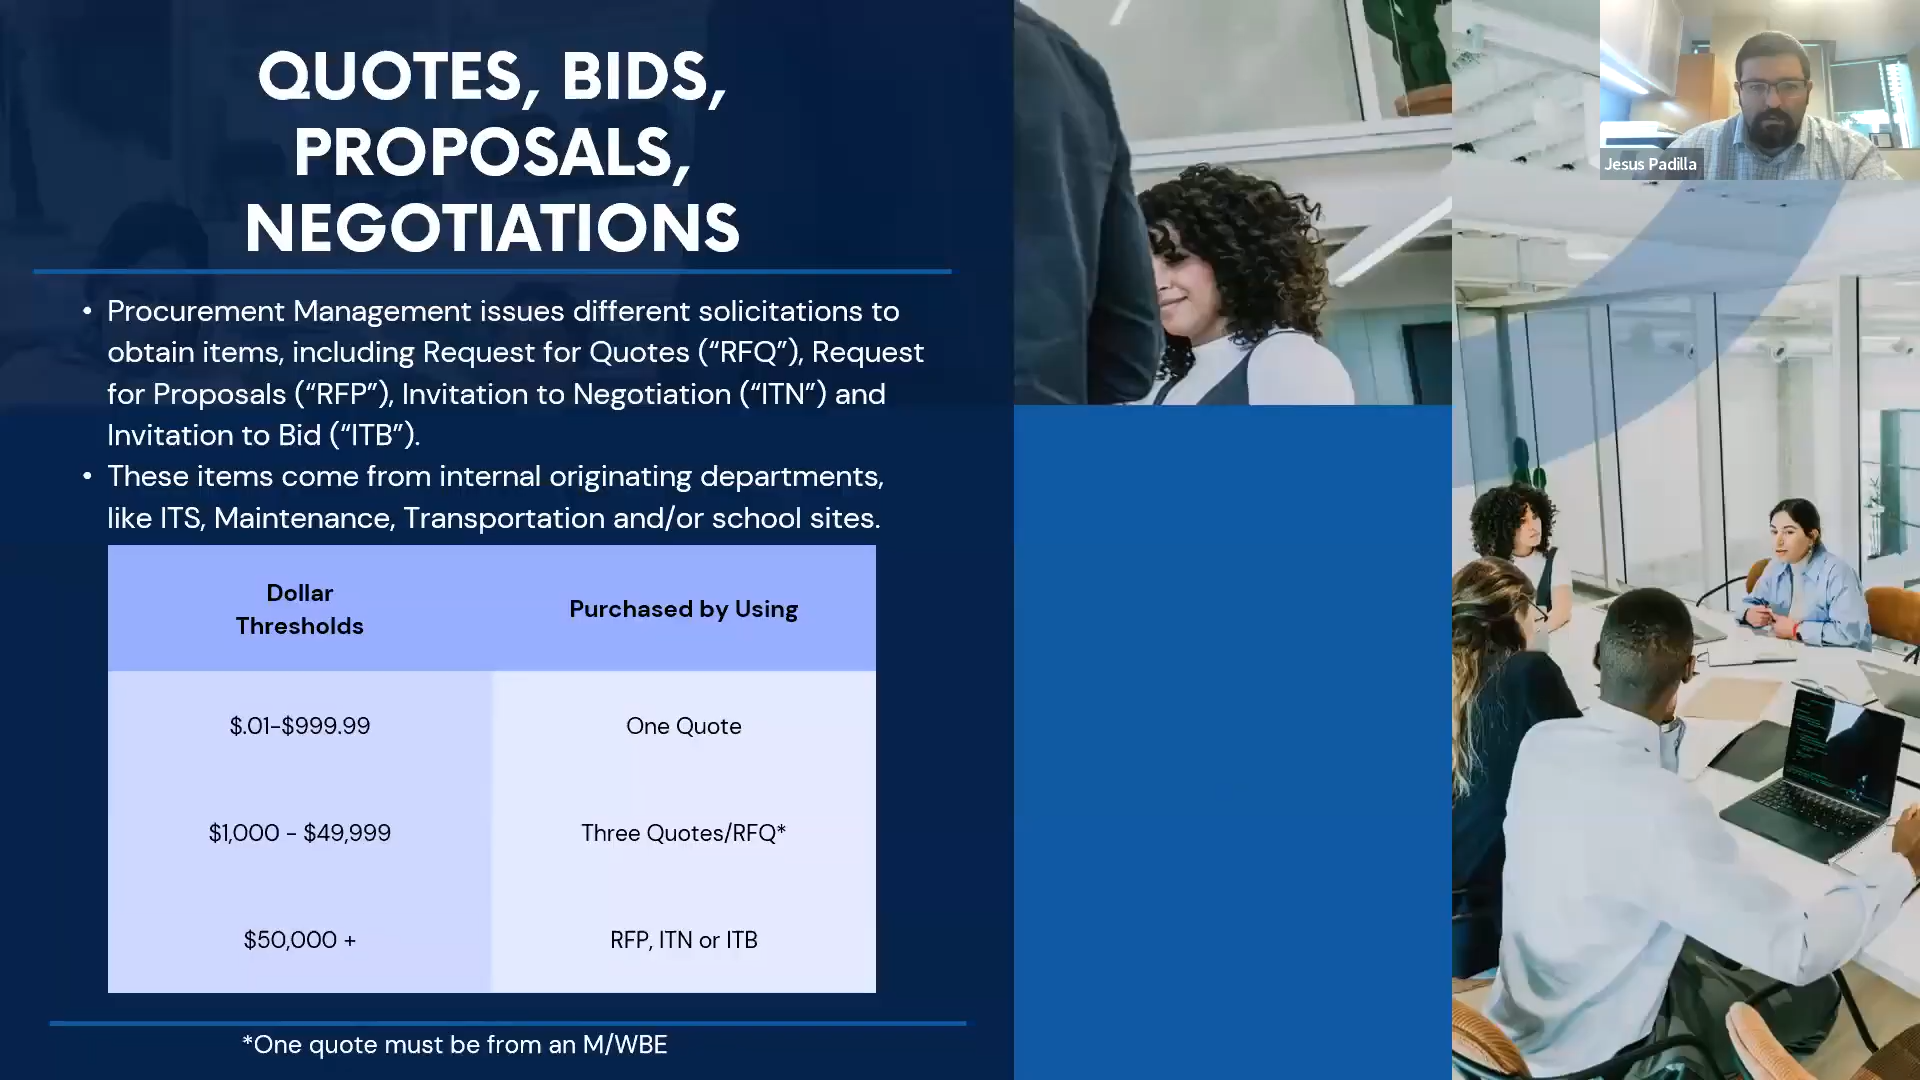 QUOTES, BIDS,
PROPOSALS,
NEGOTIATIONS
• Procurement Management issues different solicitations to
obtain items, including Request for Quotes (“RFQ”), Request
for Proposals (“RFP”), Invitation to Negotiation (“ITN”) and
Invitation to Bid (“ITB”).
• These items come from internal originating departments,
like ITS, Maintenance, Transportation and/or school sites.
Dollar
Thresholds
Purchased by Using
$.01-$999.99
One Quote
$1,000 - $49,999
Three Quotes/RFQ*
$50,000 +
RFP, ITN or ITB
*One quote must be from an M/WBE
Jesus Padilla